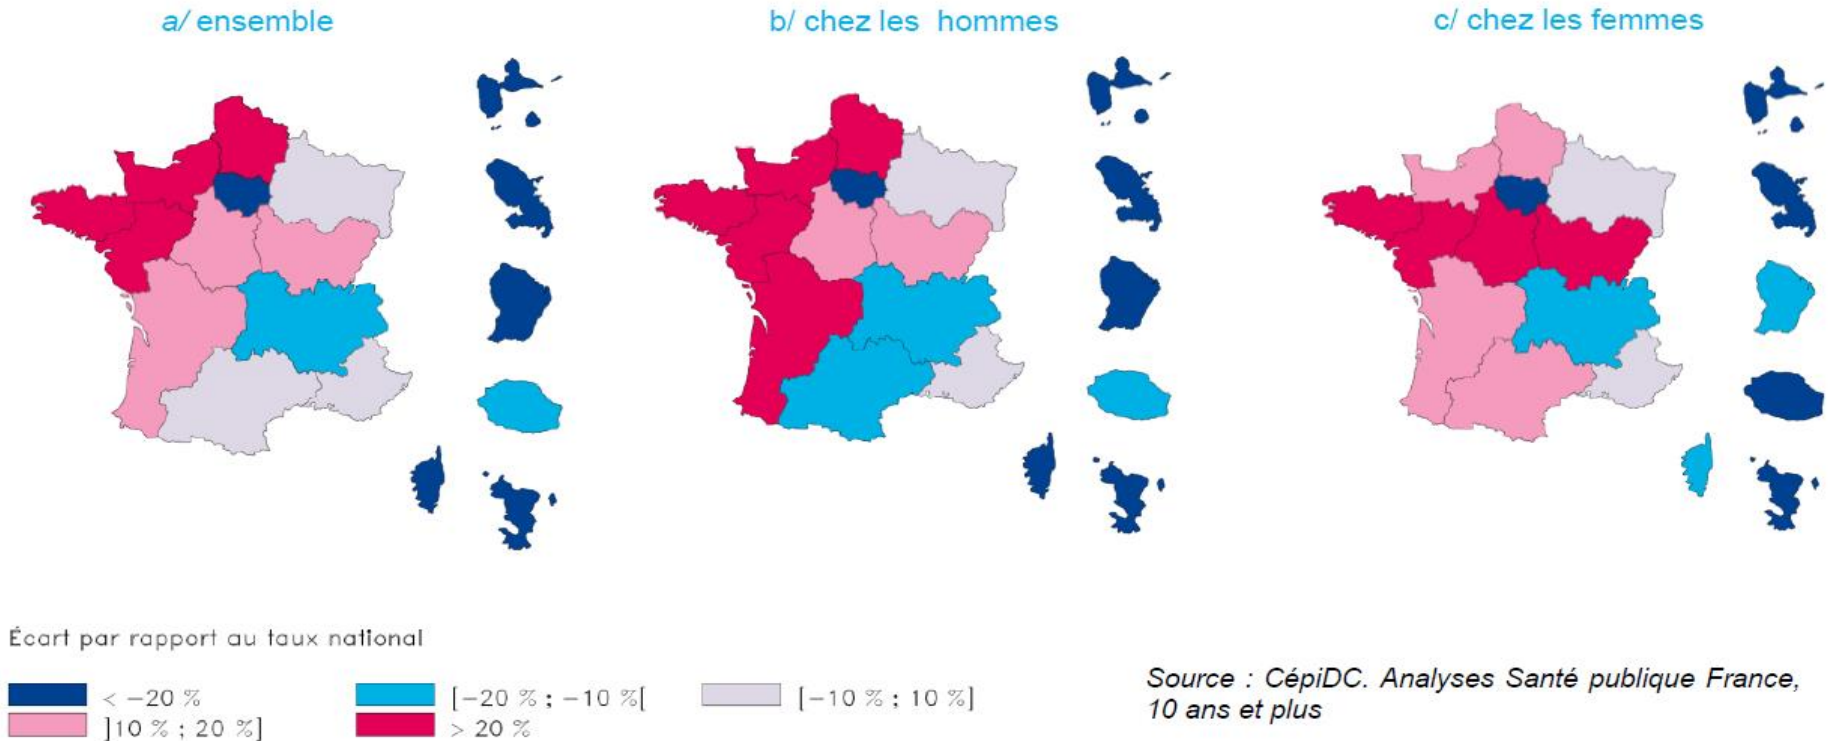 a/ ensemble
b/ chez les hommes
c/ chez les femmes
Écart par rapport au taux national
< −20 %
[−20 % ; −10 %[
[−10 % ; 10 %]
]10 % ; 20 %]
> 20 %
Source : CépiDC. Analyses Santé publique France,
10 ans et plus